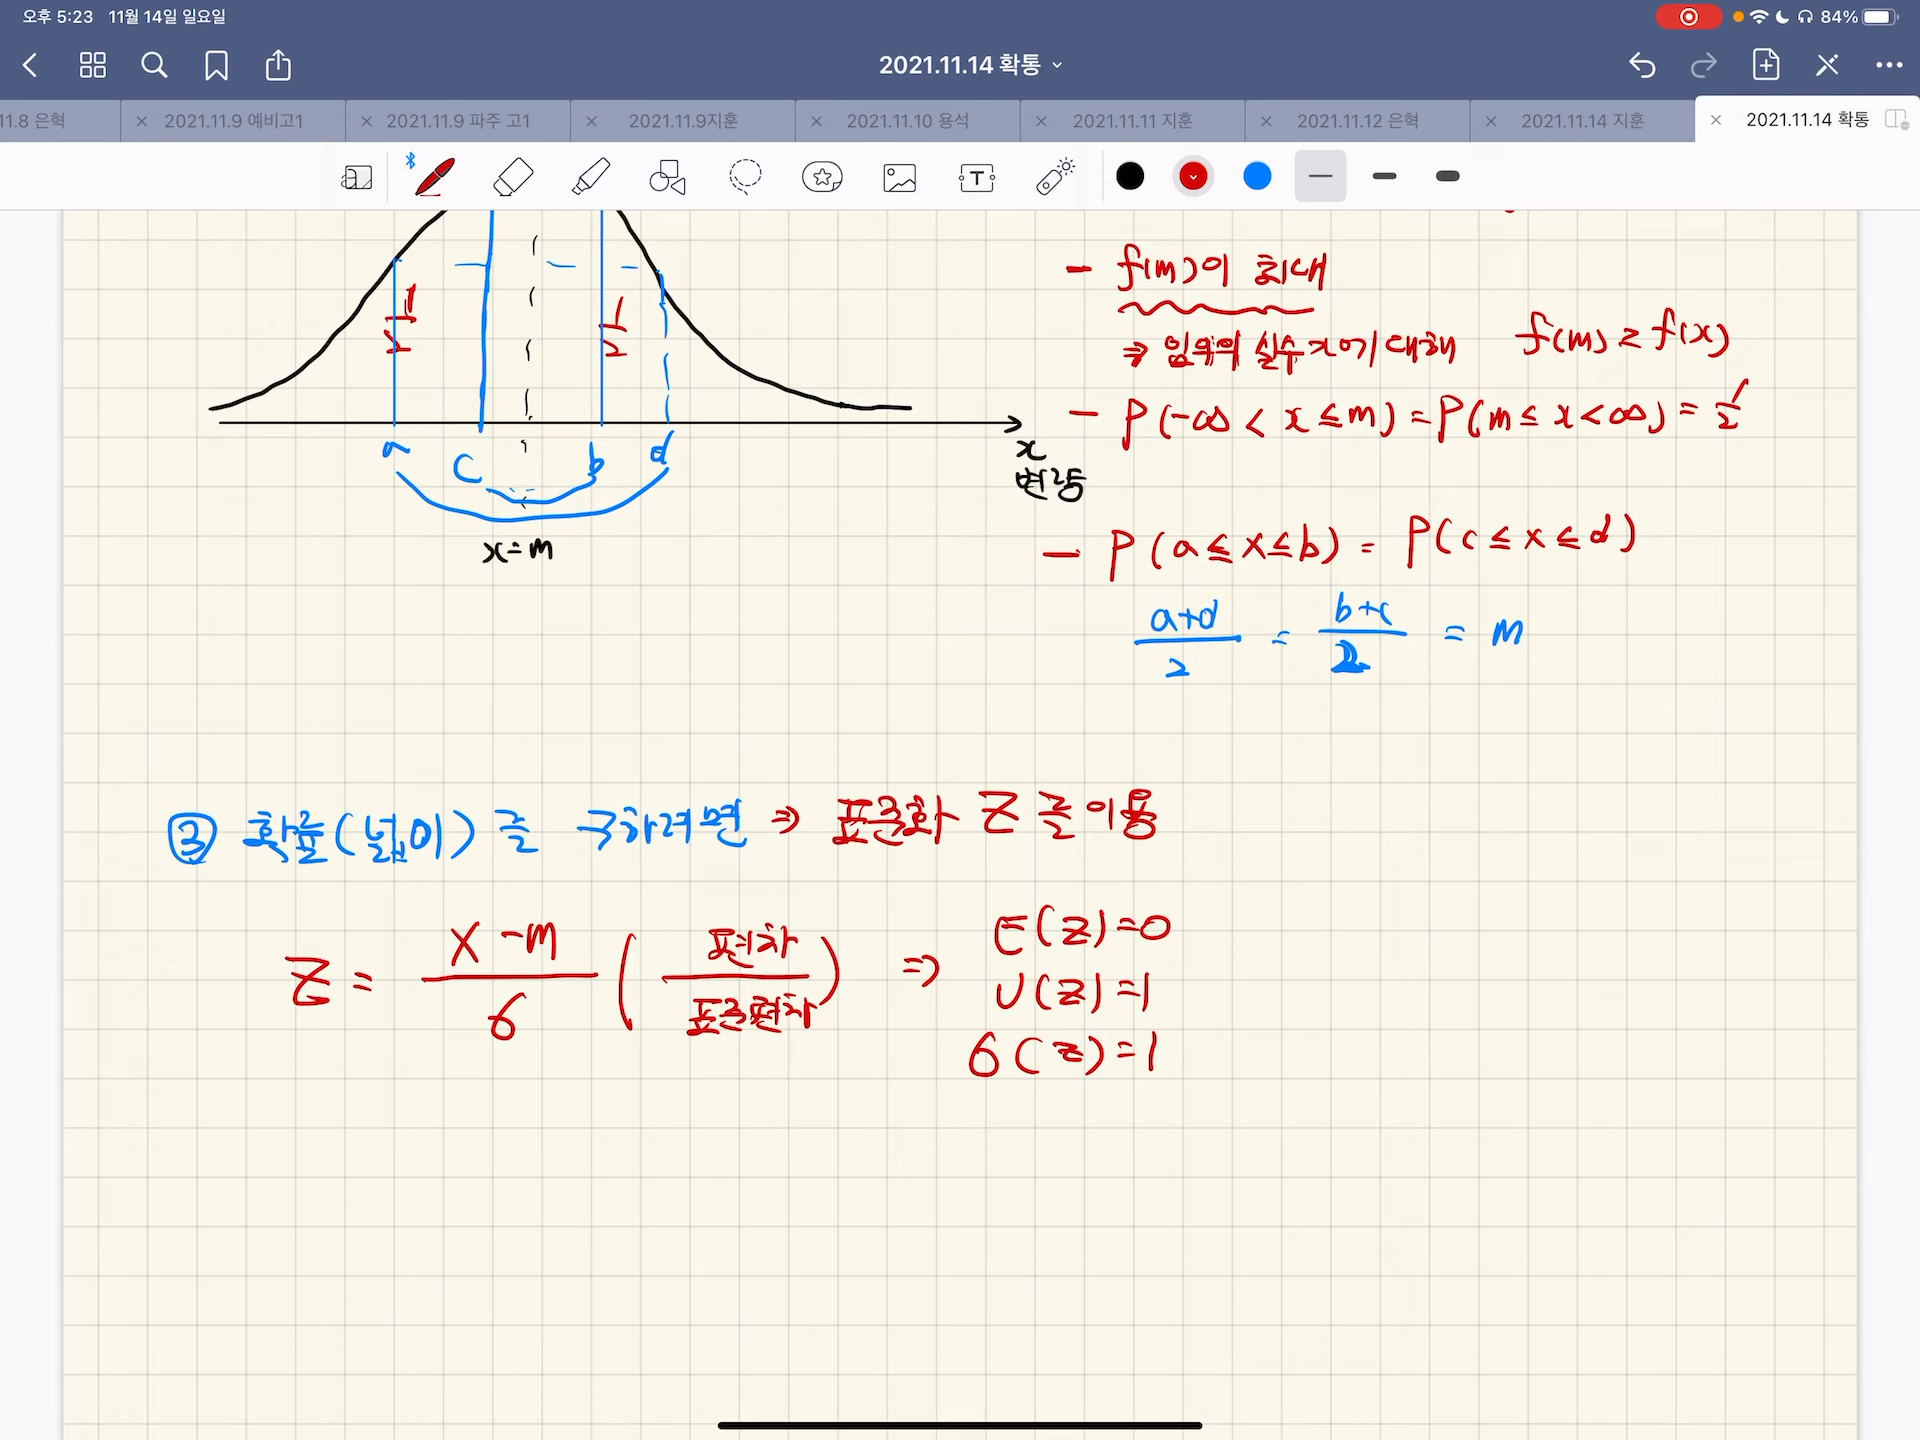 오후 5:23 11월 14일 일요일
84%
2021.11.14 확통
11.8 은혁
2021.11.9 예비고1
2021.11.9 파주 고1
2021.11.9지훈
2021.11.10 용석
2021.11.11 지훈
2021.11.12 은혁
2021.11.14 지훈
2021.11.14 확통
- f(m)이 최대
⇒ 임의의 실수 x에 대해 f(m) ≥ f(x)
- P(-∞ < x ≤ m) = P(m ≤ x < ∞) = 1/2
1/2 1/2
a c b d
x
변량
x=m
- P(a ≤ x ≤ b) = P(c ≤ x ≤ d)
(a+d)/2 = (b+c)/2 = m
③ 확률(넓이)를 구하려면 ⇒ 표준화 Z를 이용
Z = (X-m)/σ (편차/표준편차) ⇒ E(Z)=0
V(Z)=1
σ(Z)=1